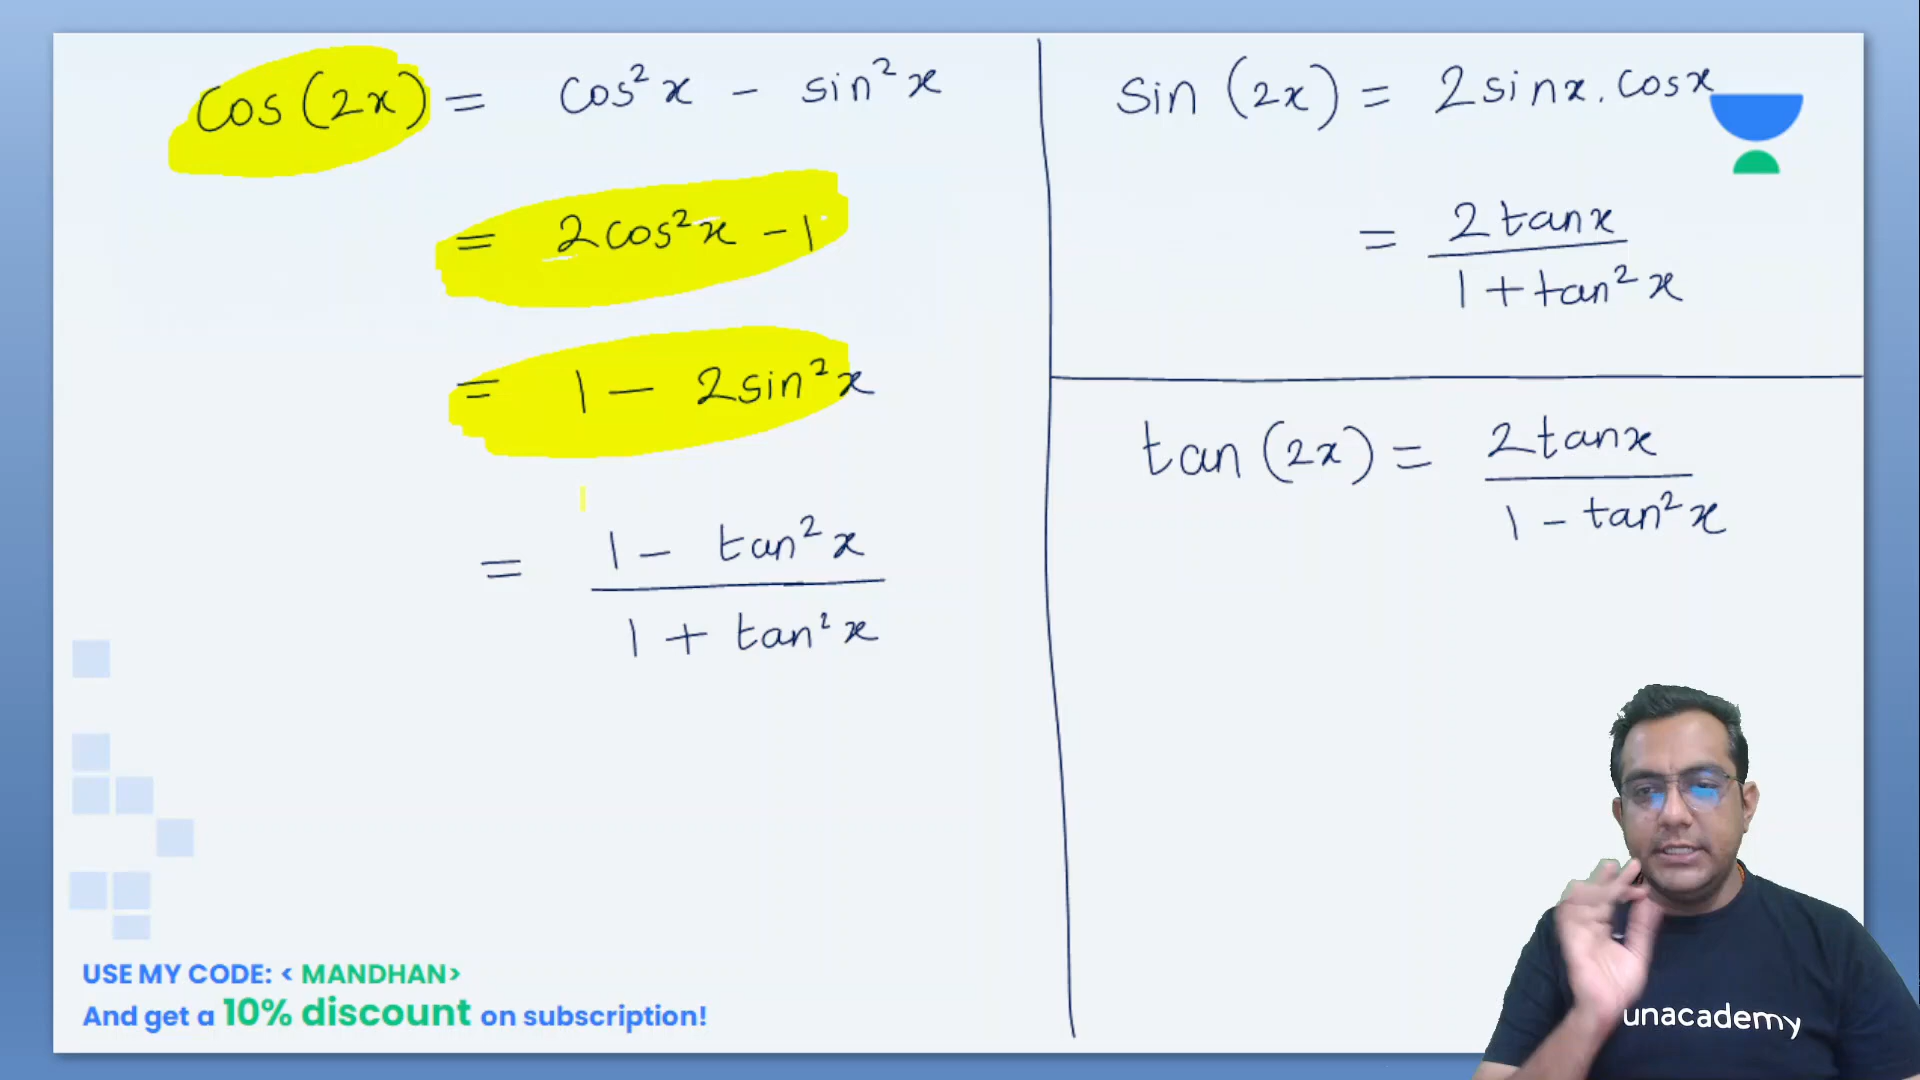 cos(2x) = cos²x - sin²x
= 2cos²x - 1
= 1 - 2sin²x
= 1 - tan²x
1 + tan²x
sin (2x) = 2sinx.cosx
= 2tanx
1 + tan²x
tan (2x) = 2tanx
1 - tan²x
USE MY CODE: < MANDHAN>
And get a 10% discount on subscription!
unacademy